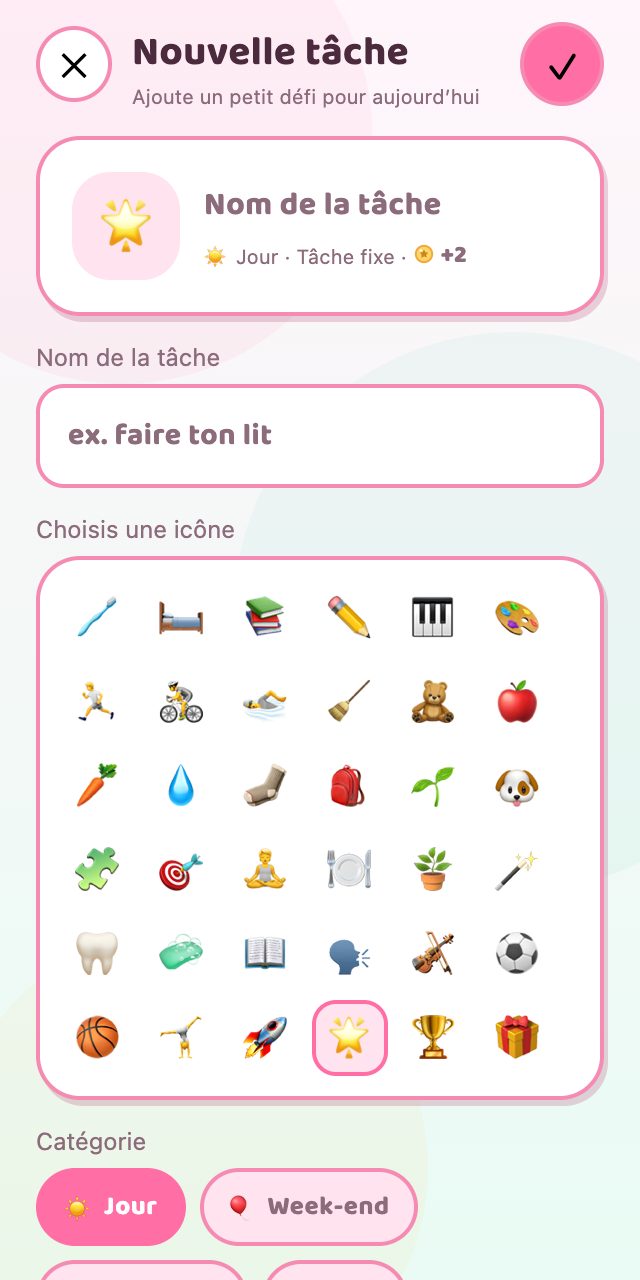 Nouvelle tâche
Ajoute un petit défi pour aujourd’hui
Nom de la tâche
Jour · Tâche fixe · +2
Nom de la tâche
ex. faire ton lit
Choisis une icône
Catégorie
Jour
Week-end